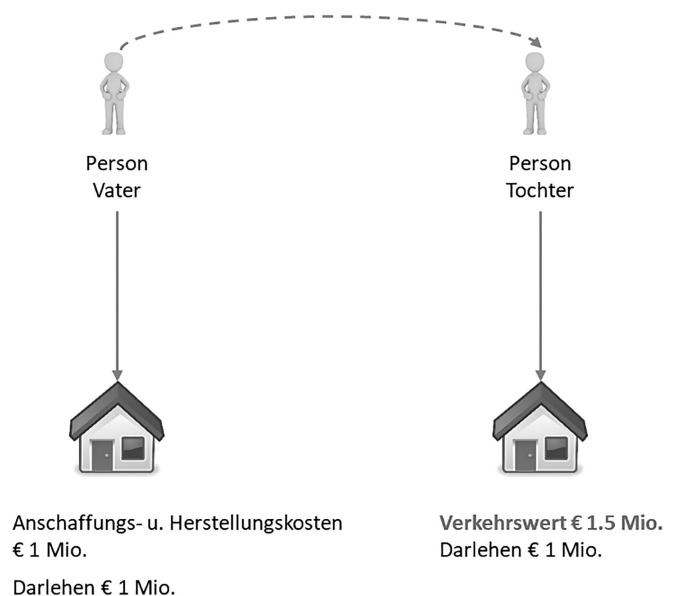 Person
Vater
Person
Tochter
Anschaffungs- u. Herstellungskosten
€ 1 Mio.
Darlehen € 1 Mio.
Verkehrswert € 1.5 Mio.
Darlehen € 1 Mio.